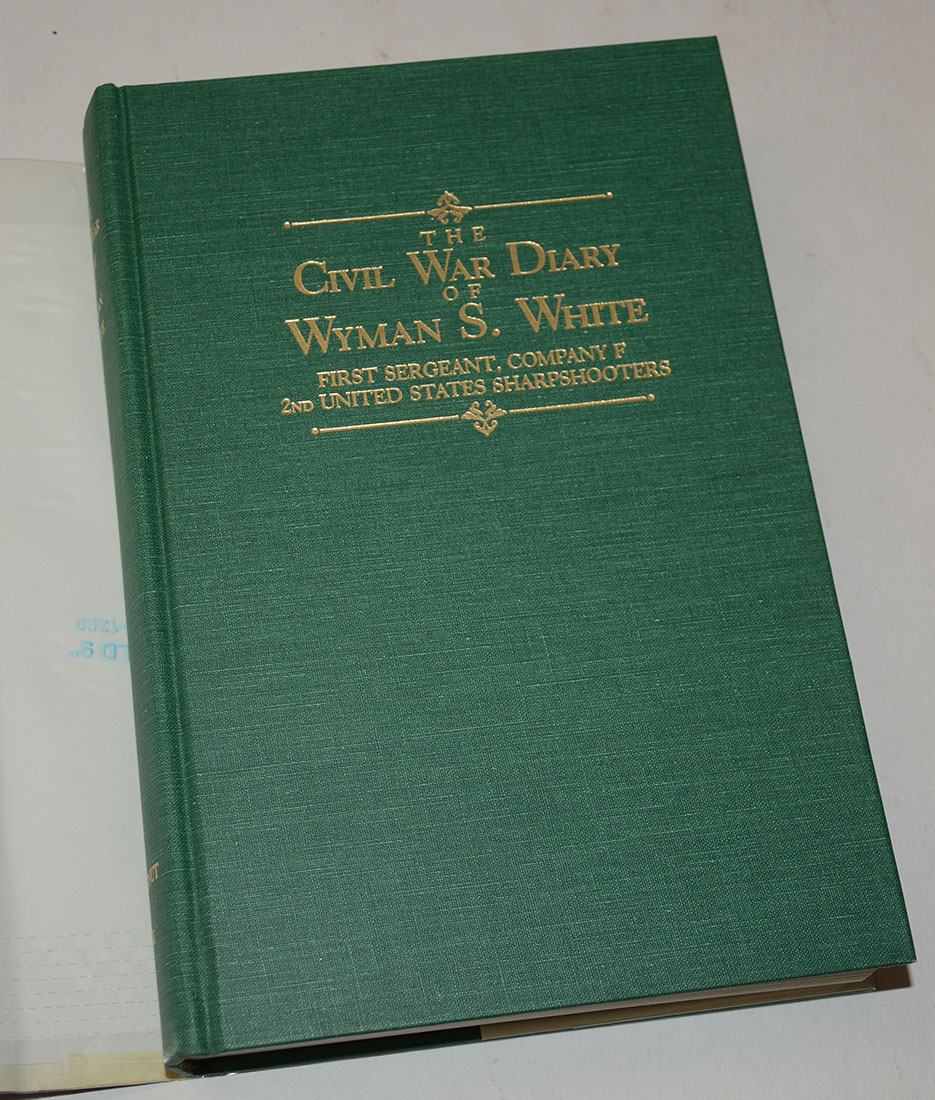 THE
CIVIL WAR DIARY
OF
WYMAN S. WHITE
FIRST SERGEANT, COMPANY F
2ND UNITED STATES SHARPSHOOTERS